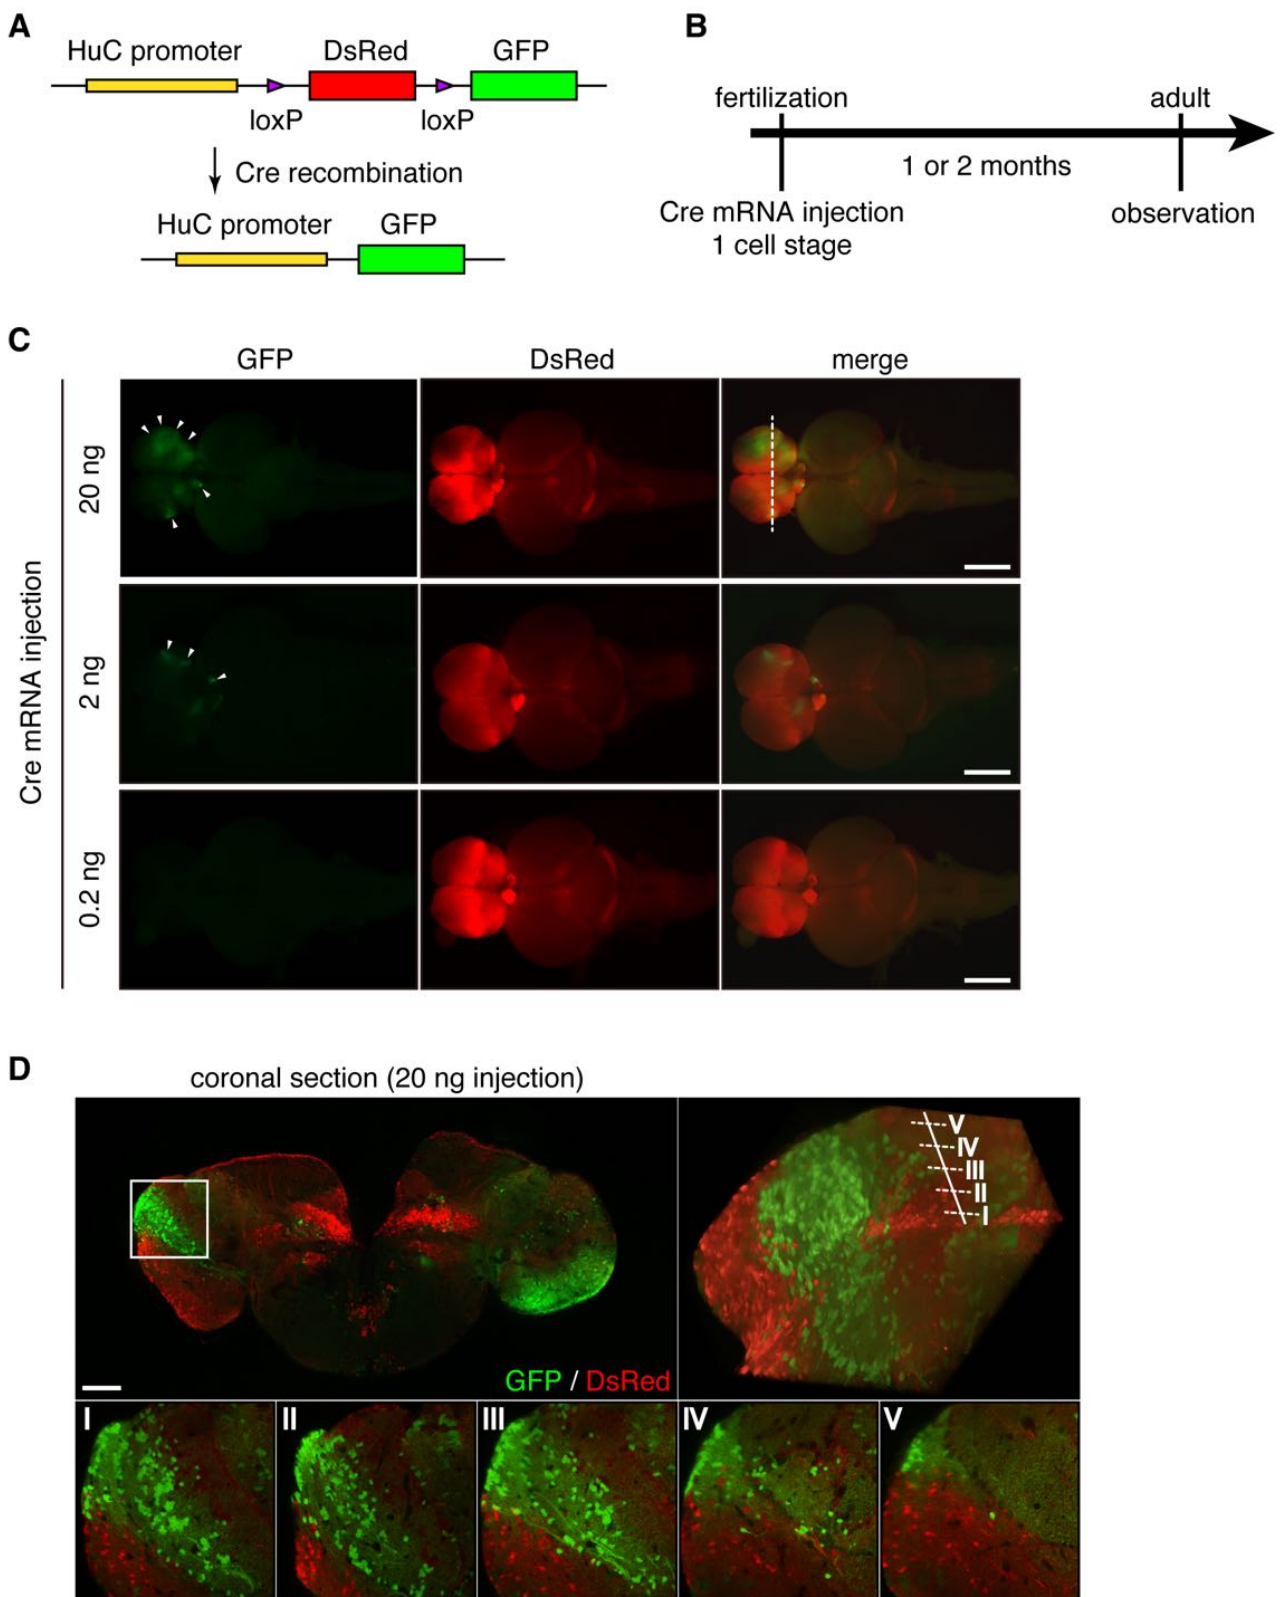 A
HuC promoter DsRed GFP
loxP loxP
Cre recombination
HuC promoter GFP
B
fertilization adult
1 or 2 months
Cre mRNA injection observation
1 cell stage
C
GFP DsRed merge
Cre mRNA injection
20 ng
2 ng
0.2 ng
D
coronal section (20 ng injection)
V
IV
III
II
I
GFP / DsRed
I II III IV V